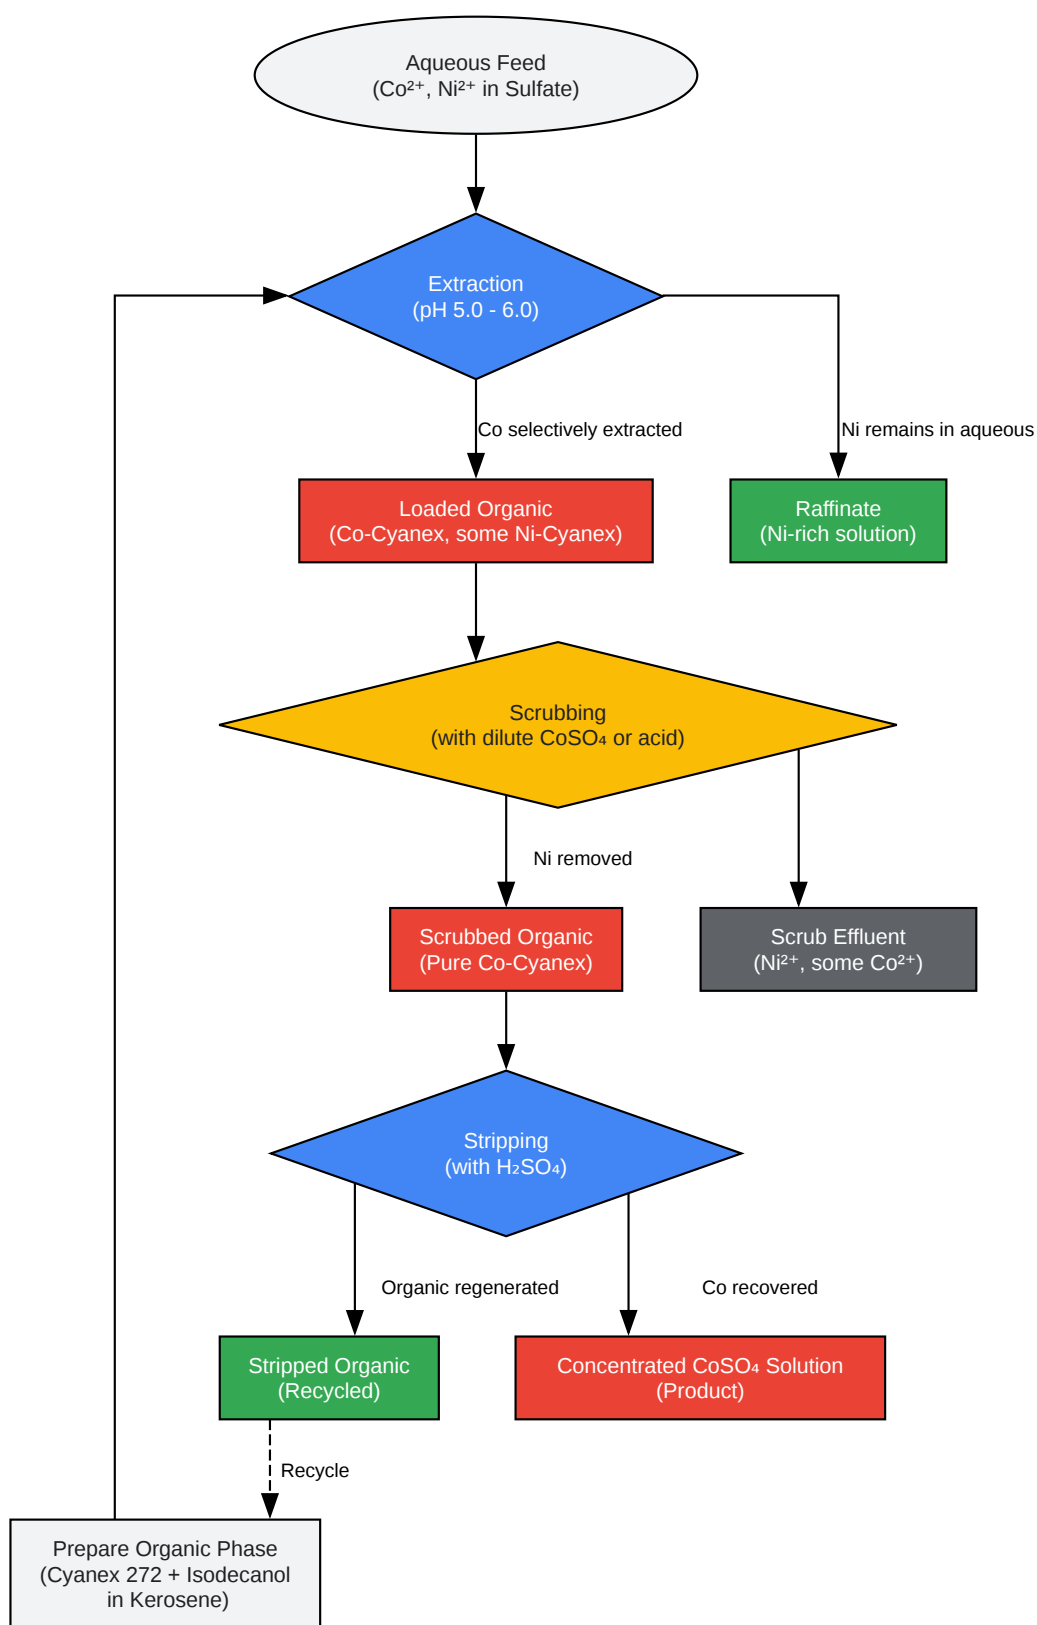 Aqueous Feed
(Co²⁺, Ni²⁺ in Sulfate)
Extraction
(pH 5.0 - 6.0)
Co selectively extracted
Ni remains in aqueous
Loaded Organic
(Co-Cyanex, some Ni-Cyanex)
Raffinate
(Ni-rich solution)
Scrubbing
(with dilute CoSO₄ or acid)
Ni removed
Scrubbed Organic
(Pure Co-Cyanex)
Scrub Effluent
(Ni²⁺, some Co²⁺)
Stripping
(with H₂SO₄)
Organic regenerated
Co recovered
Stripped Organic
(Recycled)
Concentrated CoSO₄ Solution
(Product)
Recycle
Prepare Organic Phase
(Cyanex 272 + Isodecanol
in Kerosene)